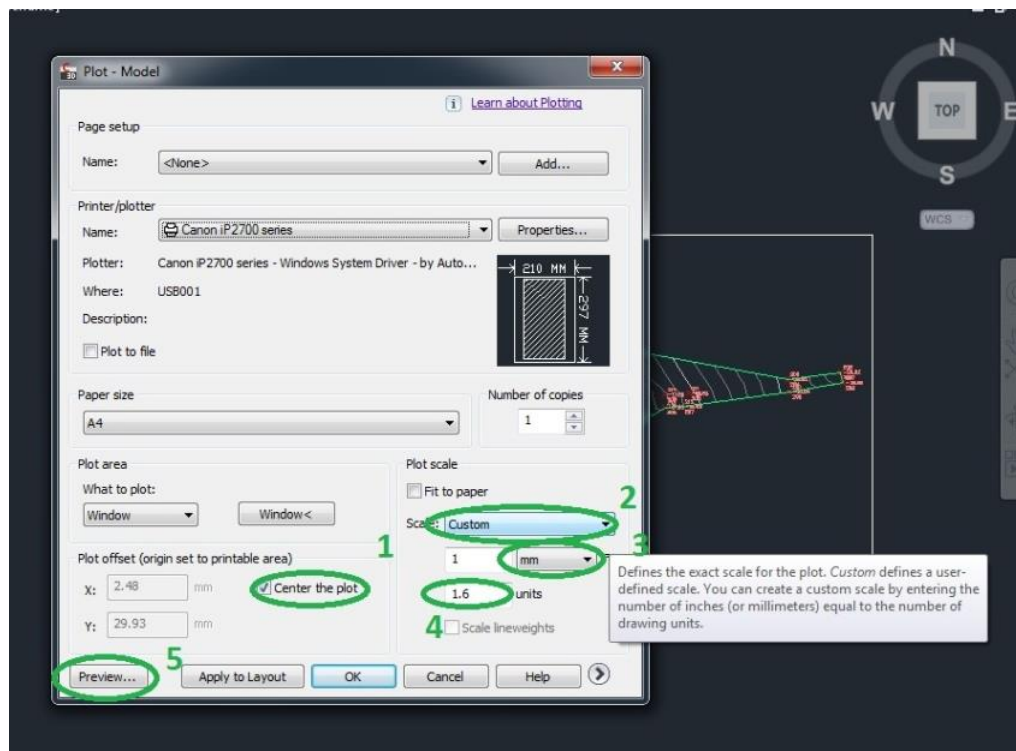 Plot - Model
Learn about Plotting
Page setup
Name: <None> Add...
Printer/plotter
Name: Canon iP2700 series Properties...
Plotter: Canon iP2700 series - Windows System Driver - by Auto...
Where: USB001
Description:
Plot to file
210 MM
297 MM
Paper size
A4
Number of copies
1
Plot area
What to plot:
Window Window<
Plot scale
Fit to paper
2
Scale: Custom
Plot offset (origin set to printable area)
1
X: 2.48 mm Center the plot
Y: 29.93 mm
3
1 mm =
1.6 units
4
Scale lineweights
Defines the exact scale for the plot. Custom defines a user-
defined scale. You can create a custom scale by entering the
number of inches (or millimeters) equal to the number of
drawing units.
5
Preview... Apply to Layout OK Cancel Help
N
W TOP E
S
WCS